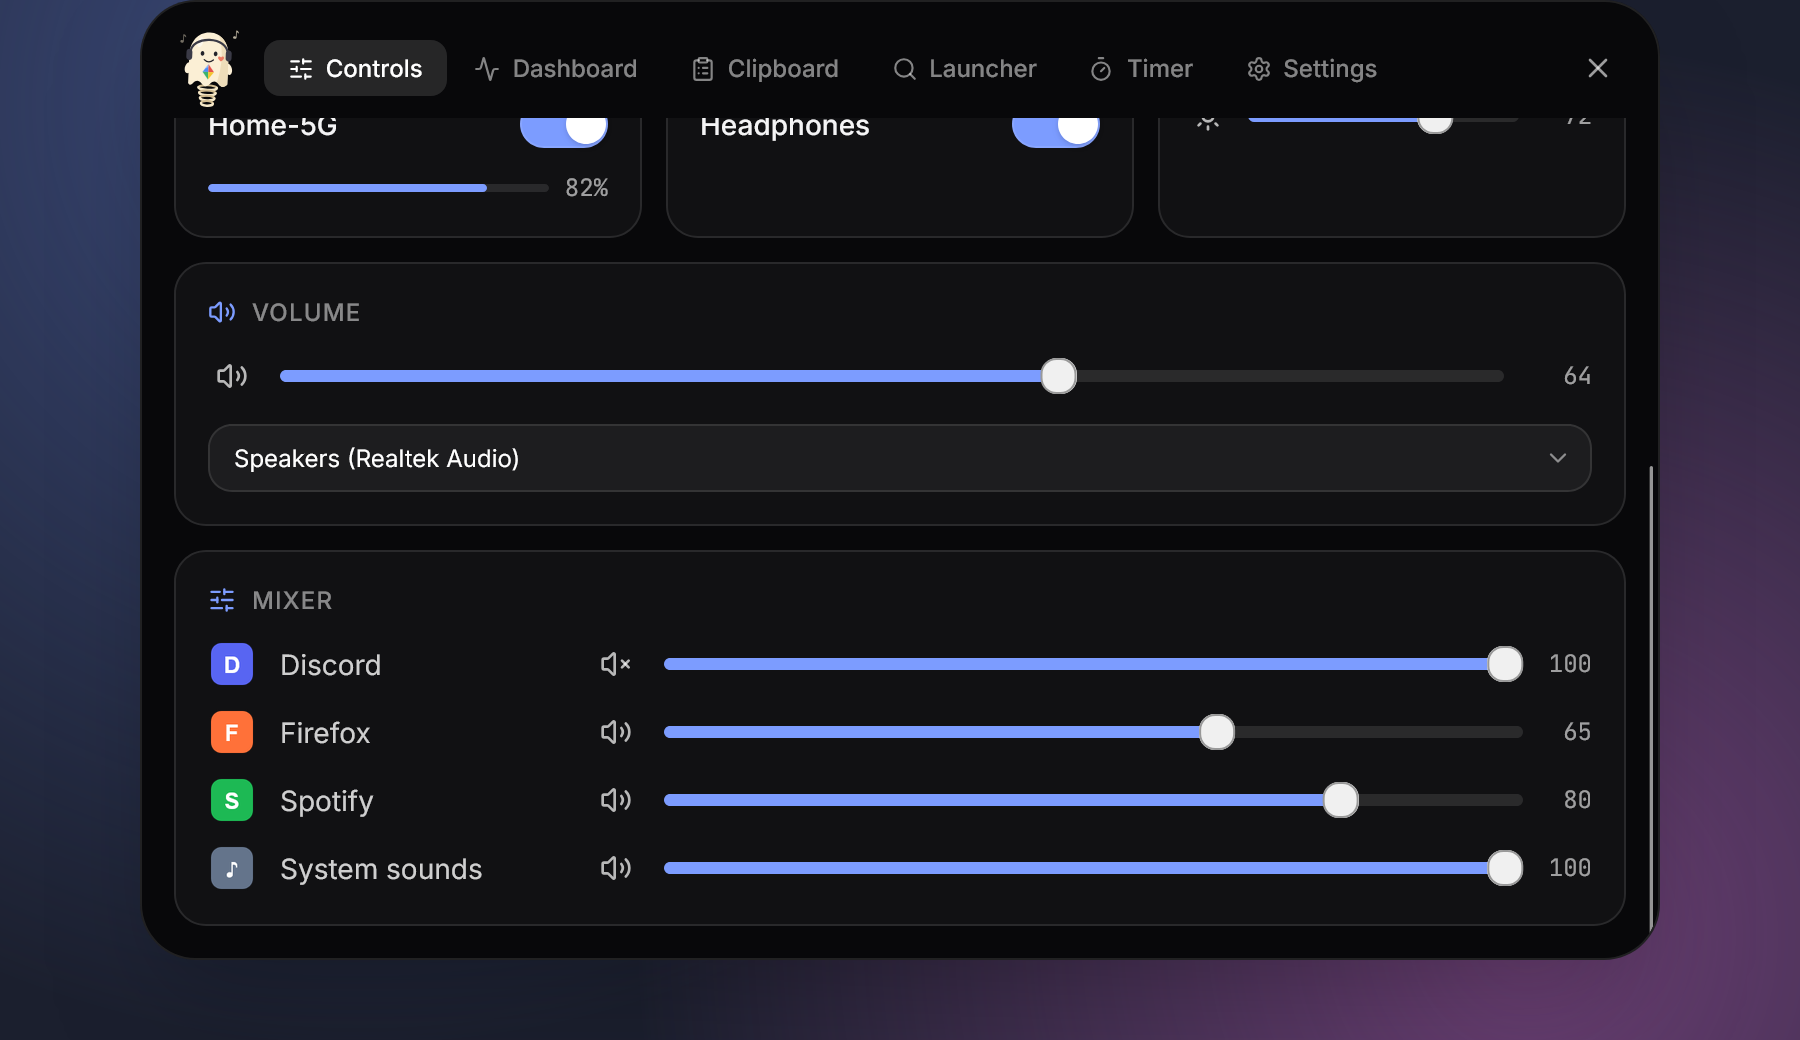 Controls
Dashboard
Clipboard
Launcher
Timer
Settings
Home-5G
Headphones
72
82%
VOLUME
64
Speakers (Realtek Audio)
MIXER
D Discord 100
F Firefox 65
S Spotify 80
♪ System sounds 100